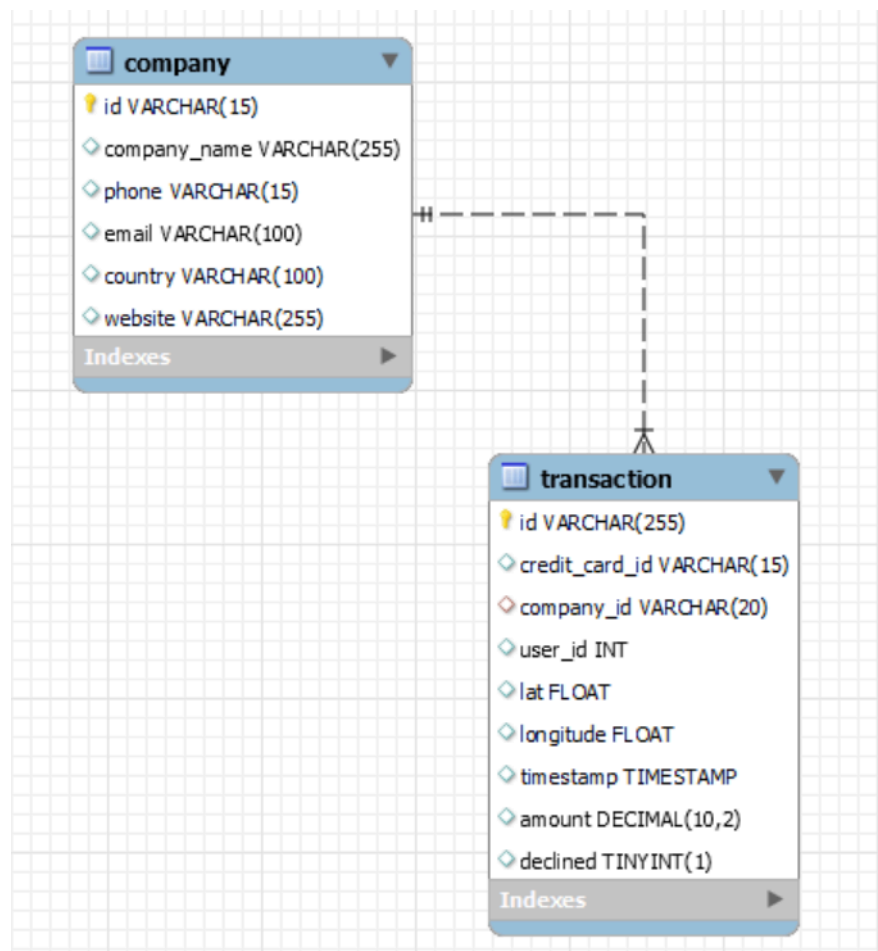 company
id VARCHAR(15)
company_name VARCHAR(255)
phone VARCHAR(15)
email VARCHAR(100)
country VARCHAR(100)
website VARCHAR(255)
Indexes
transaction
id VARCHAR(255)
credit_card_id VARCHAR(15)
company_id VARCHAR(20)
user_id INT
lat FLOAT
longitude FLOAT
timestamp TIMESTAMP
amount DECIMAL(10,2)
declined TINYINT(1)
Indexes